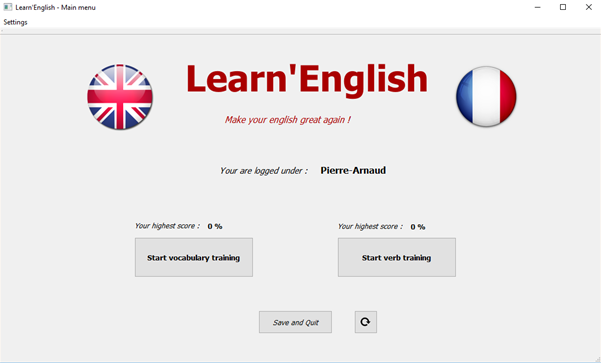 Learn'English - Main menu
Settings
Learn'English
Make your english great again !
Your are logged under : Pierre-Arnaud
Your highest score : 0 % Your highest score : 0 %
Start vocabulary training Start verb training
Save and Quit